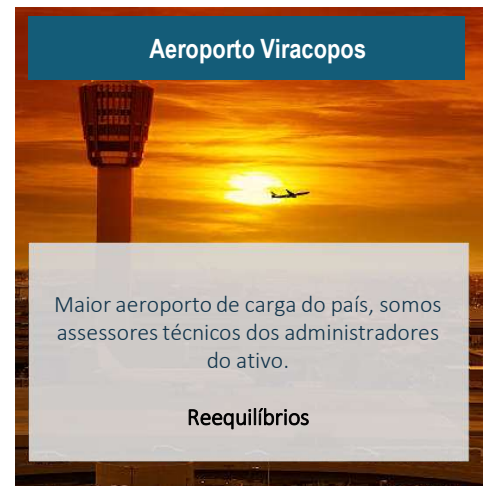 Aeroporto Viracopos
Maior aeroporto de carga do país, somos
assessores técnicos dos administradores
do ativo.
Reequilíbrios